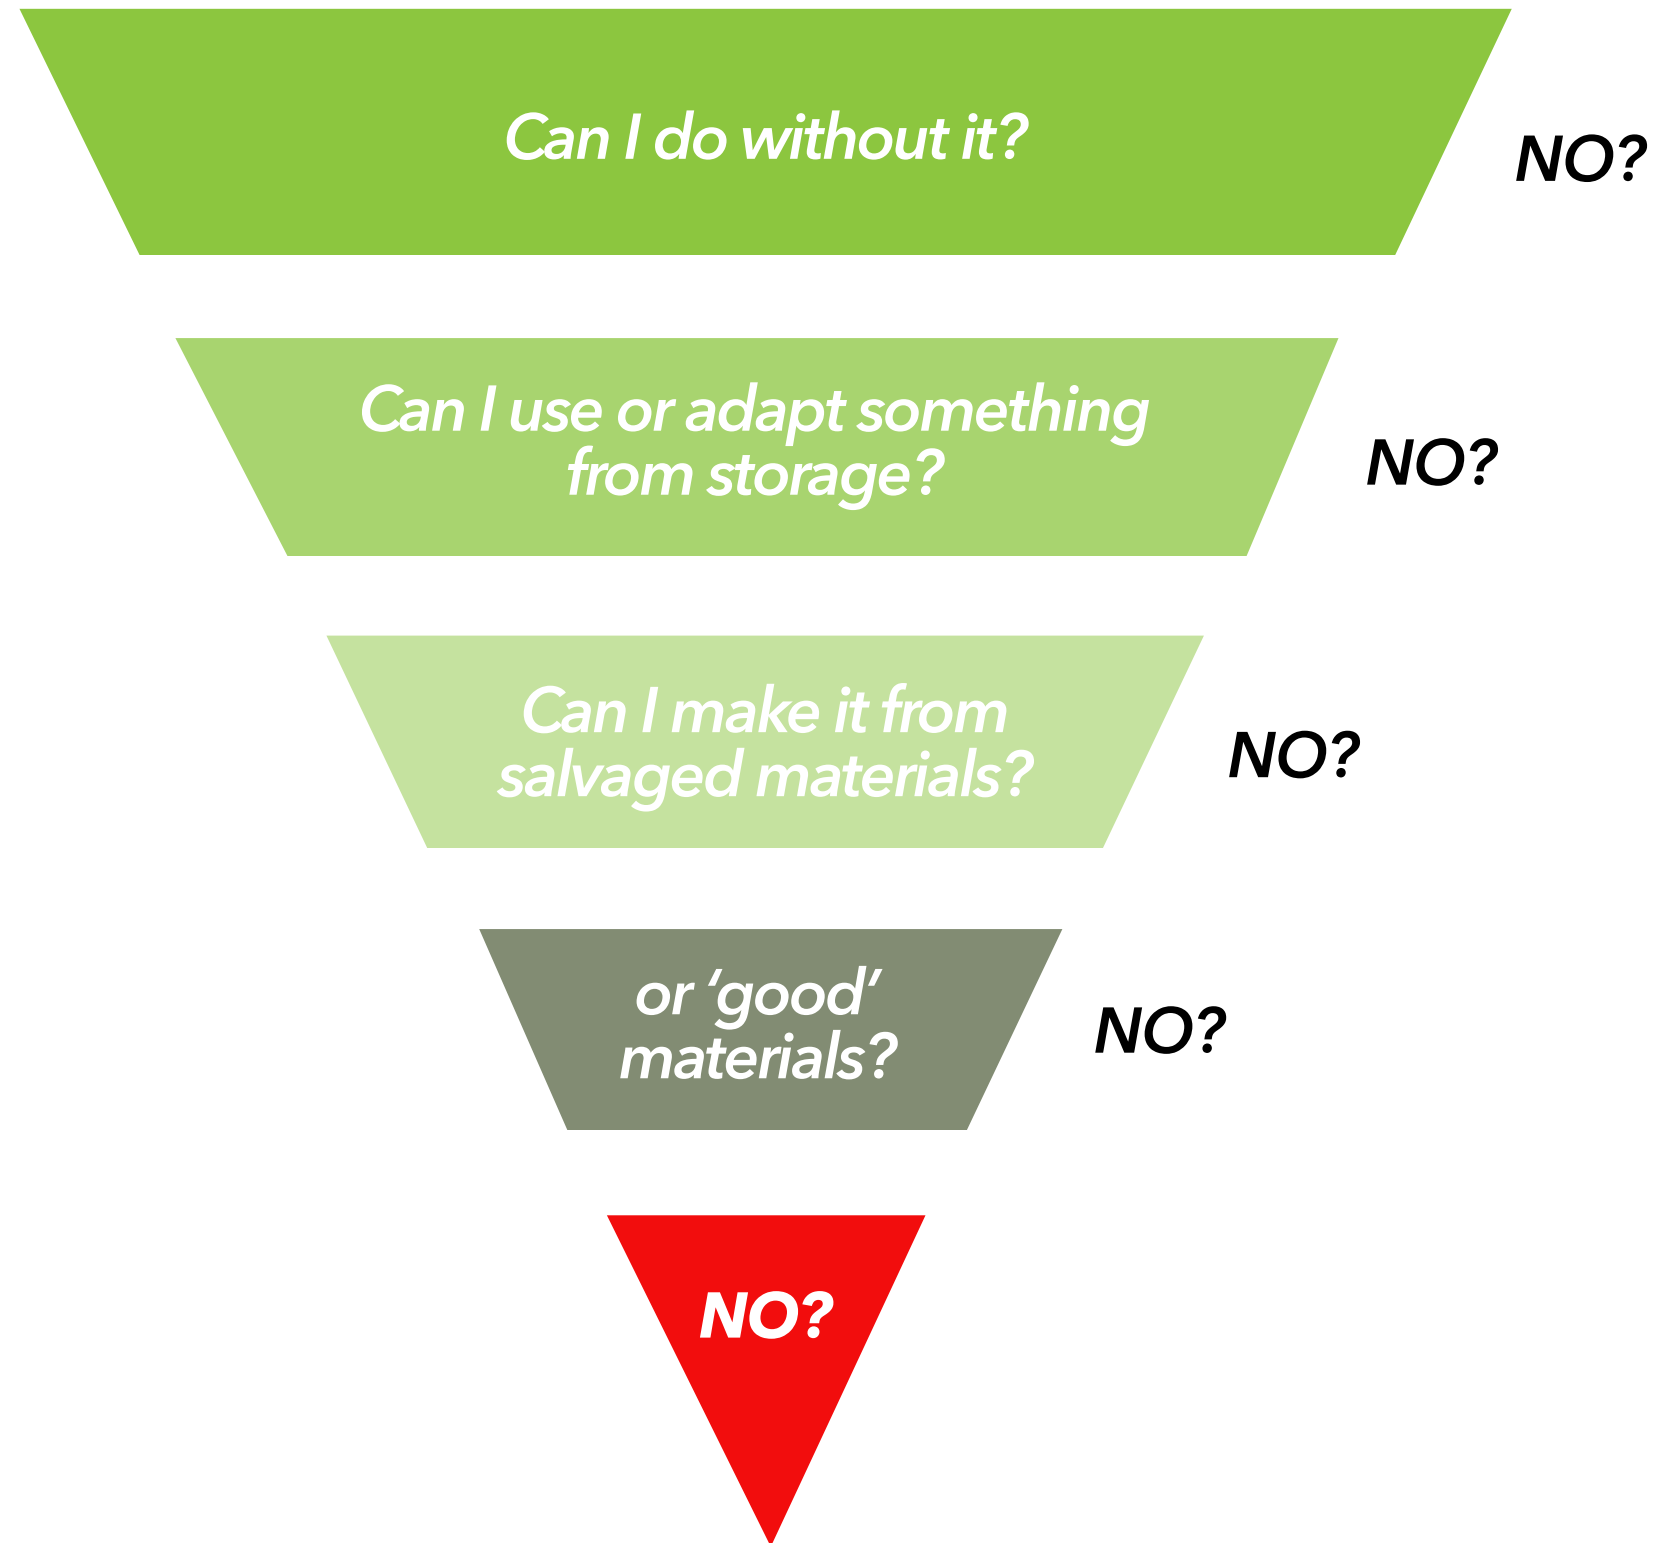 Can I do without it?
NO?
Can I use or adapt something
from storage?
NO?
Can I make it from
salvaged materials?
NO?
or ‘good’
materials?
NO?
NO?